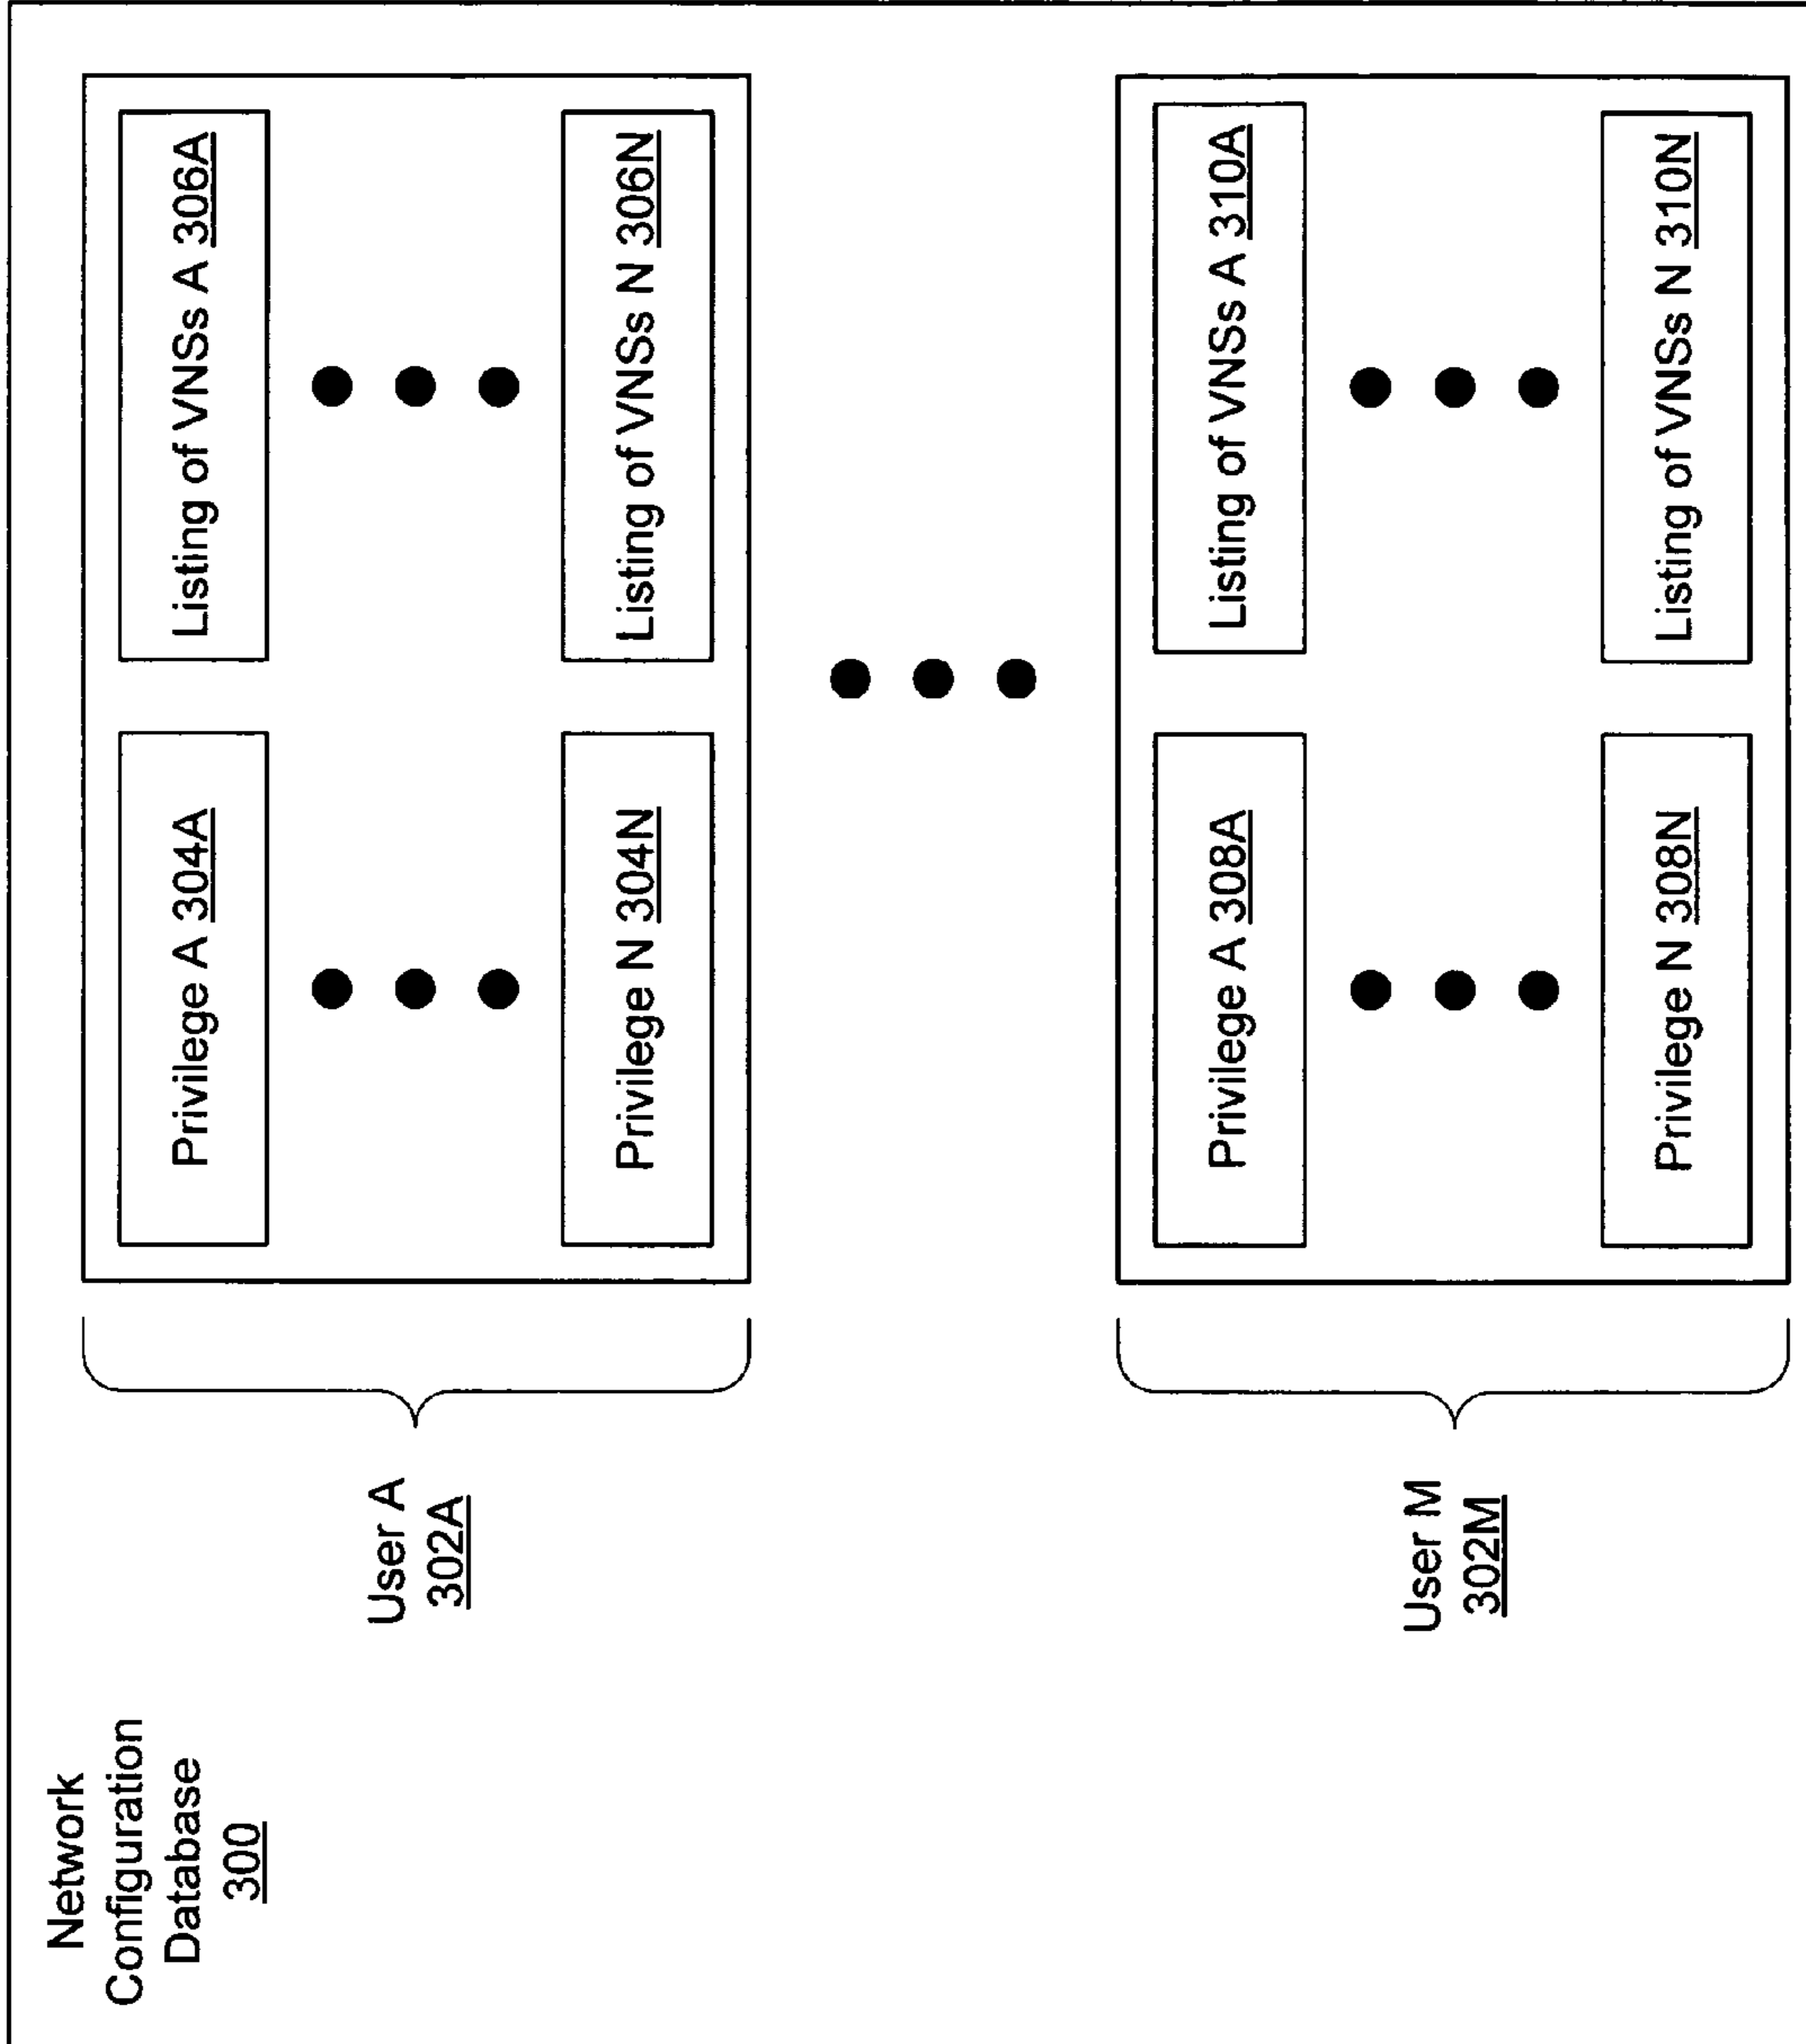 Network
Configuration
Database
300
User A
302A
Privilege A 304A
Listing of VNSs A 306A
Privilege N 304N
Listing of VNSs N 306N
User M
302M
Privilege A 308A
Listing of VNSs A 310A
Privilege N 308N
Listing of VNSs N 310N